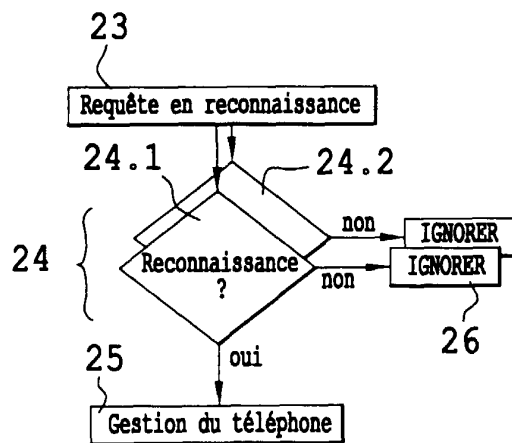 23
Requête en reconnaissance
24.1
24.2
non
IGNORER
24
Reconnaissance
?
non
IGNORER
26
oui
25
Gestion du téléphone